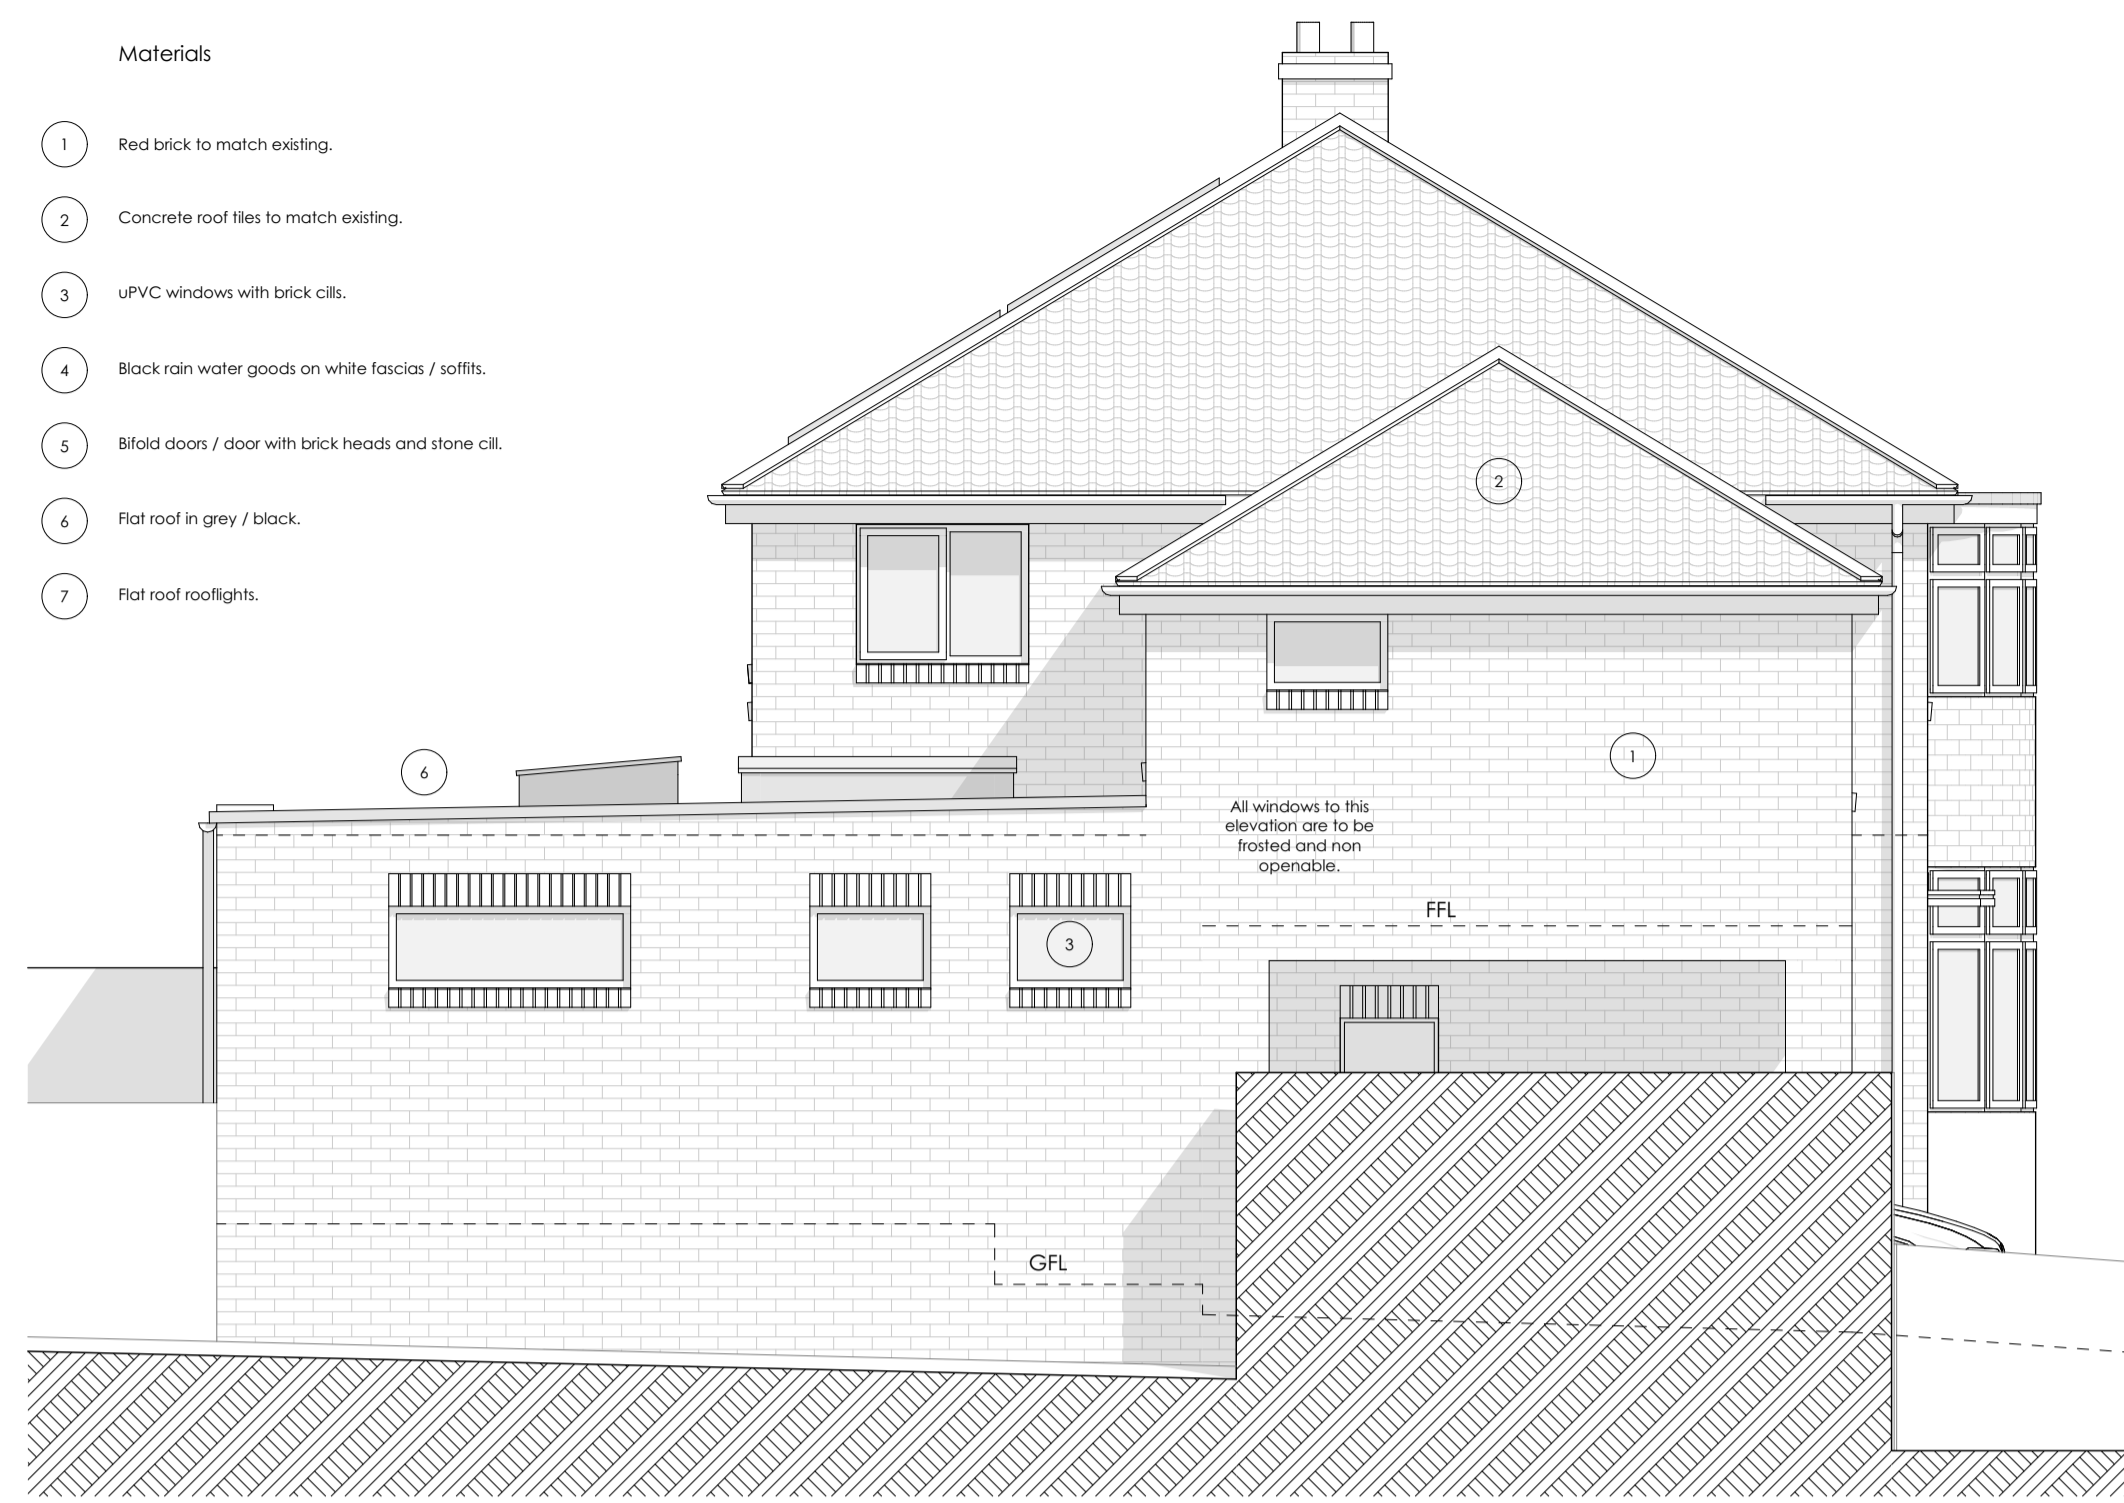 Materials
1 Red brick to match existing.
2 Concrete roof tiles to match existing.
3 uPVC windows with brick cills.
4 Black rain water goods on white fascias / soffits.
5 Bifold doors / door with brick heads and stone cill.
6 Flat roof in grey / black.
7 Flat roof rooflights.
2
6
1
All windows to this
elevation are to be
frosted and non
openable.
FFL
3
GFL